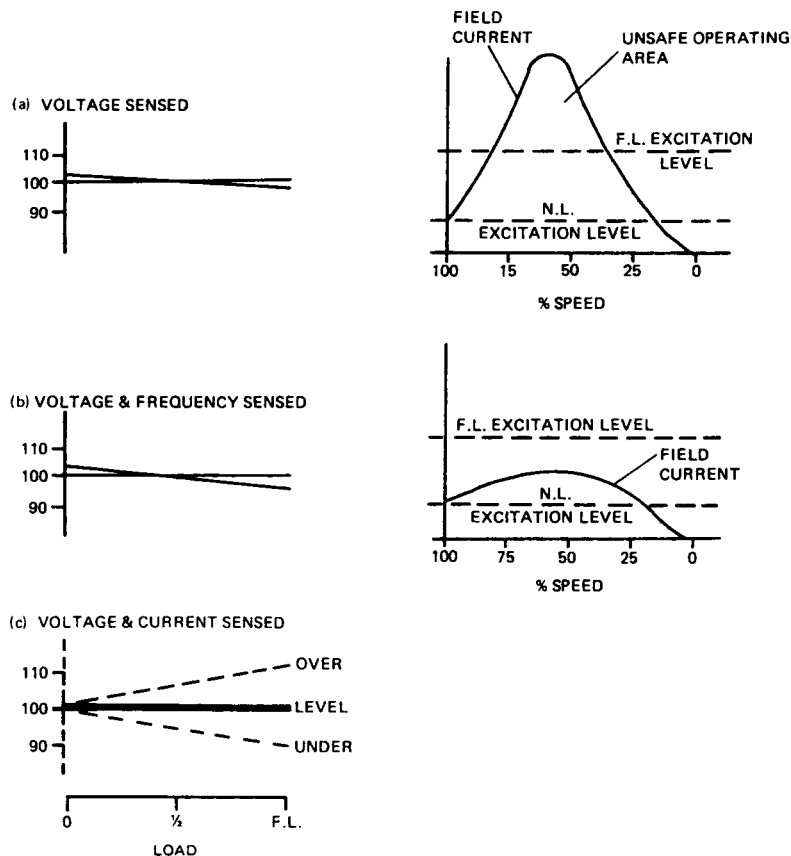 (a) VOLTAGE SENSED
110
100
90
FIELD
CURRENT
UNSAFE OPERATING
AREA
F.L. EXCITATION
LEVEL
N.L.
EXCITATION LEVEL
100 15 50 25 0
% SPEED
(b) VOLTAGE & FREQUENCY SENSED
110
100
90
F.L. EXCITATION LEVEL
FIELD
CURRENT
N.L.
EXCITATION LEVEL
100 75 50 25 0
% SPEED
(c) VOLTAGE & CURRENT SENSED
110
100
90
OVER
LEVEL
UNDER
0 ½ F.L.
LOAD